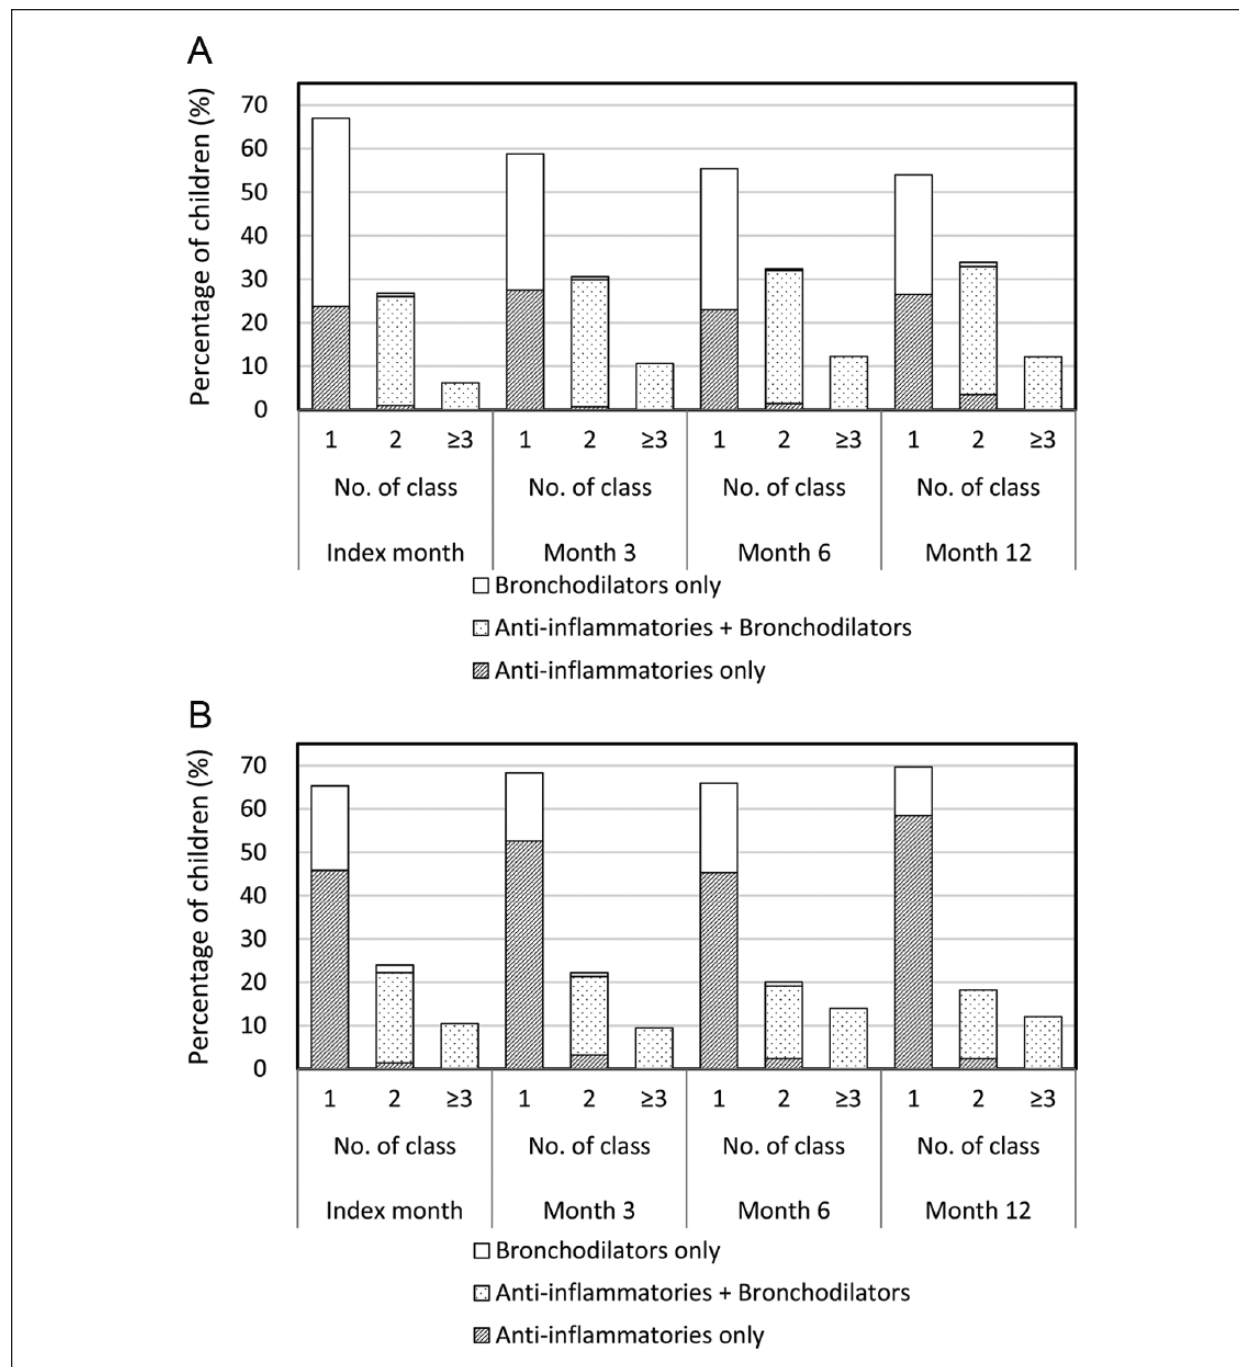 A
Percentage of children (%)
70
60
50
40
30
20
10
0
1 2 ≥3 1 2 ≥3 1 2 ≥3 1 2 ≥3
No. of class No. of class No. of class No. of class
Index month Month 3 Month 6 Month 12
Bronchodilators only
Anti-inflammatories + Bronchodilators
Anti-inflammatories only
B
Percentage of children (%)
70
60
50
40
30
20
10
0
1 2 ≥3 1 2 ≥3 1 2 ≥3 1 2 ≥3
No. of class No. of class No. of class No. of class
Index month Month 3 Month 6 Month 12
Bronchodilators only
Anti-inflammatories + Bronchodilators
Anti-inflammatories only